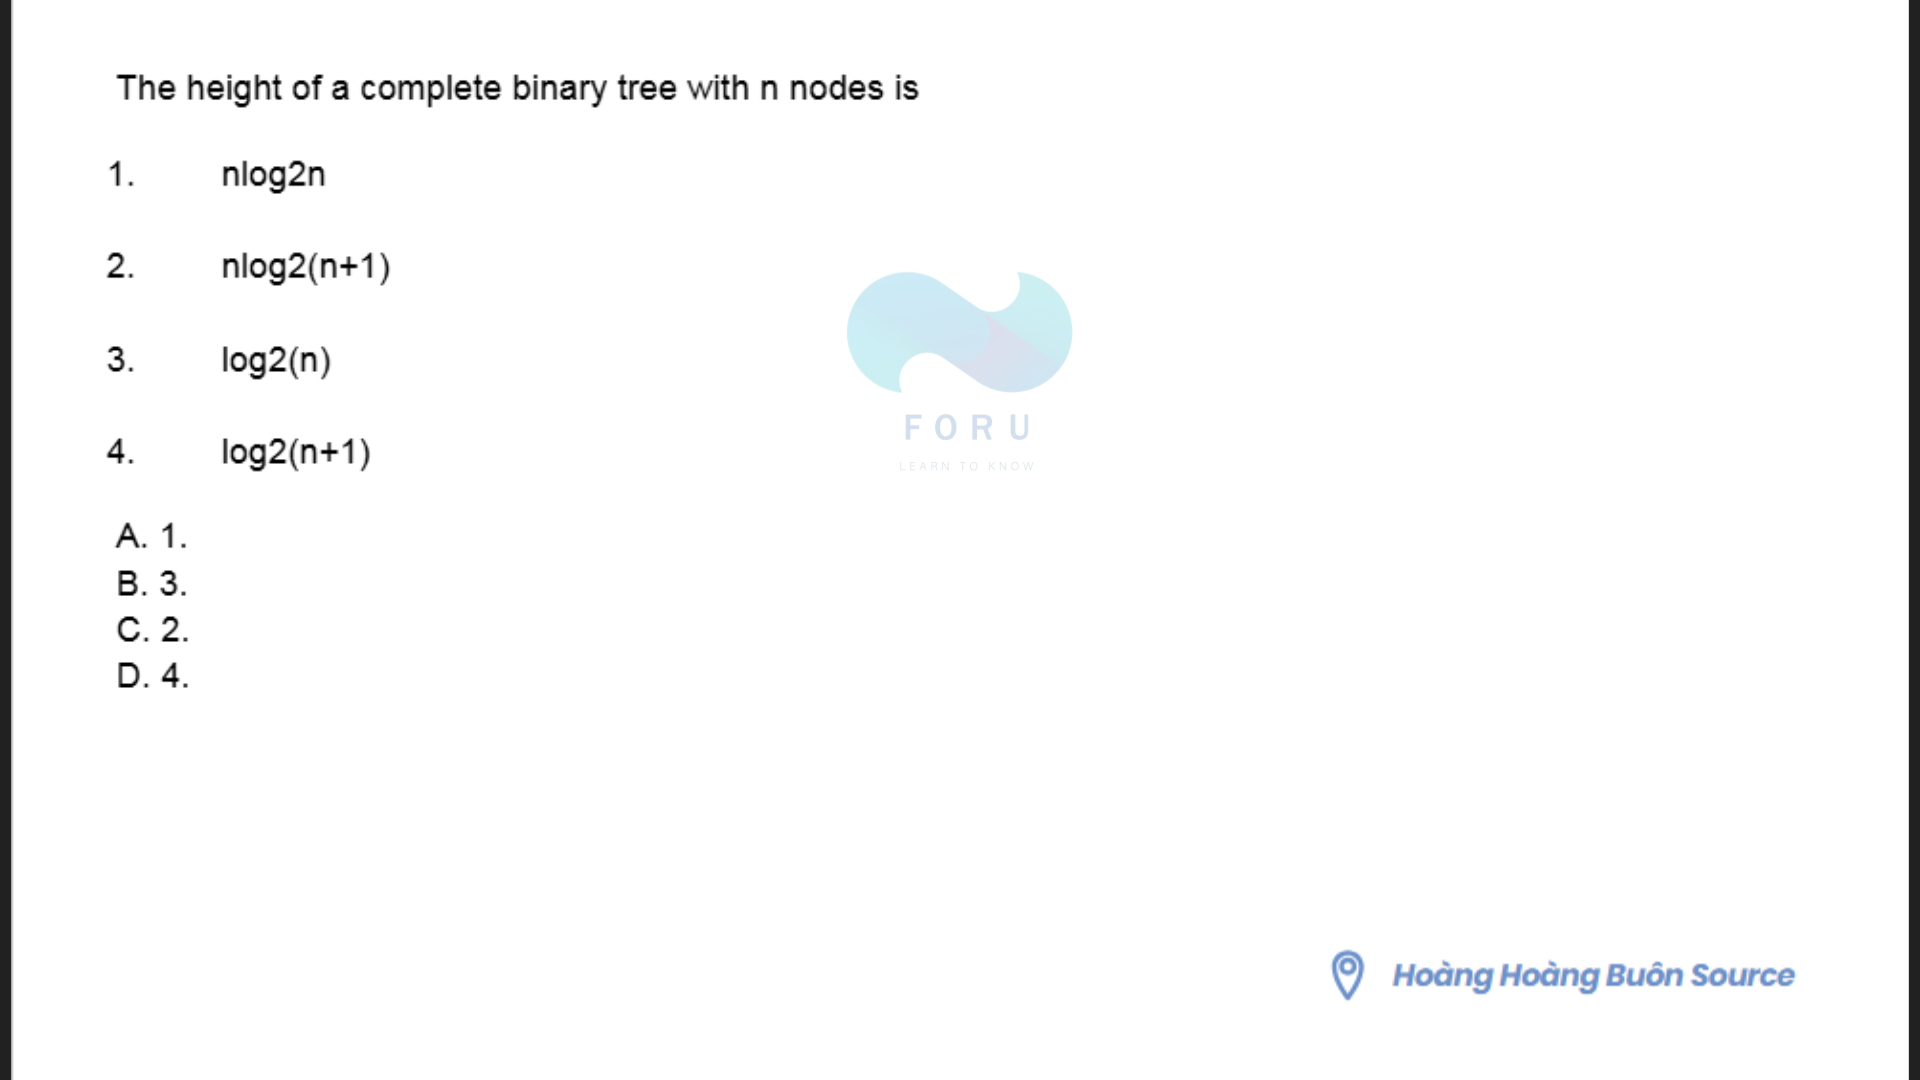 The height of a complete binary tree with n nodes is
1. nlog2n
2. nlog2(n+1)
3. log2(n)
4. log2(n+1)
FORU
LEARN TO KNOW
A. 1.
B. 3.
C. 2.
D. 4.
Hoàng Hoàng Buôn Source